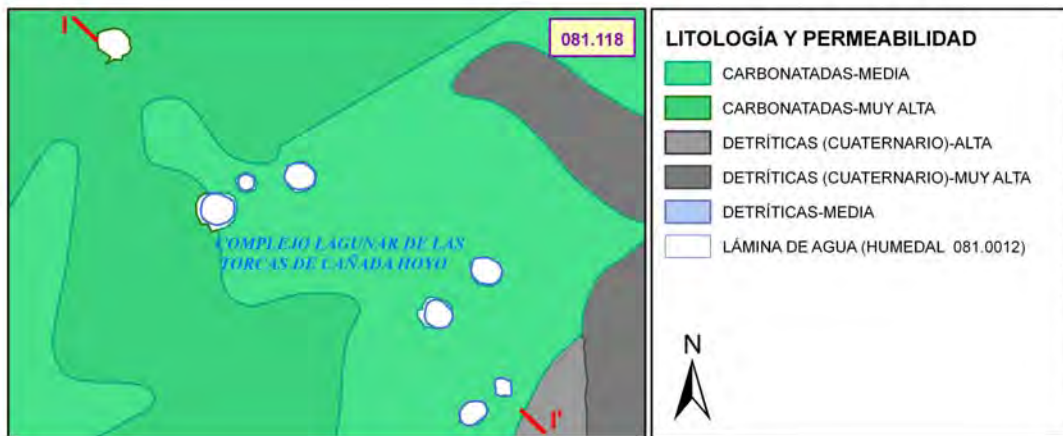 I
081.118
COMPLEJO LAGUNAR DE LAS
TORCAS DE CAÑADA HOYO
I'
LITOLOGÍA Y PERMEABILIDAD
CARBONATADAS-MEDIA
CARBONATADAS-MUY ALTA
DETRÍTICAS (CUATERNARIO)-ALTA
DETRÍTICAS (CUATERNARIO)-MUY ALTA
DETRÍTICAS-MEDIA
LÁMINA DE AGUA (HUMEDAL 081.0012)
N